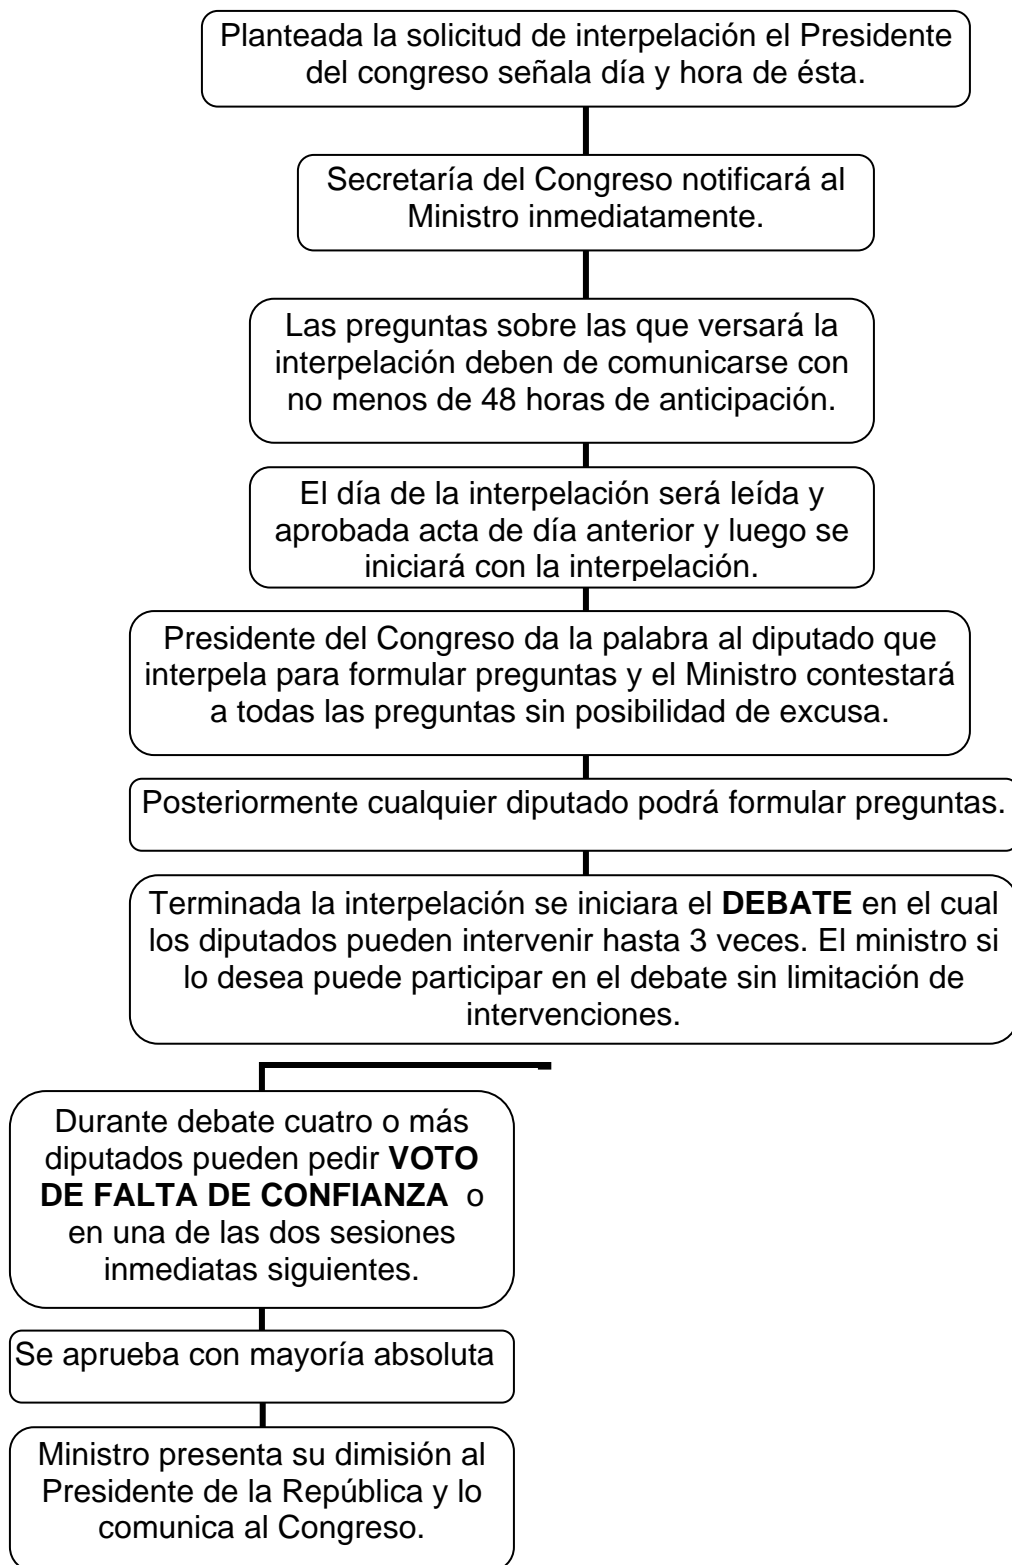 Planteada la solicitud de interpelación el Presidente
del congreso señala día y hora de ésta.
Secretaría del Congreso notificará al
Ministro inmediatamente.
Las preguntas sobre las que versará la
interpelación deben de comunicarse con
no menos de 48 horas de anticipación.
El día de la interpelación será leída y
aprobada acta de día anterior y luego se
iniciará con la interpelación.
Presidente del Congreso da la palabra al diputado que
interpela para formular preguntas y el Ministro contestará
a todas las preguntas sin posibilidad de excusa.
Posteriormente cualquier diputado podrá formular preguntas.
Terminada la interpelación se iniciara el DEBATE en el cual
los diputados pueden intervenir hasta 3 veces. El ministro si
lo desea puede participar en el debate sin limitación de
intervenciones.
Durante debate cuatro o más
diputados pueden pedir VOTO
DE FALTA DE CONFIANZA o
en una de las dos sesiones
inmediatas siguientes.
Se aprueba con mayoría absoluta
Ministro presenta su dimisión al
Presidente de la República y lo
comunica al Congreso.